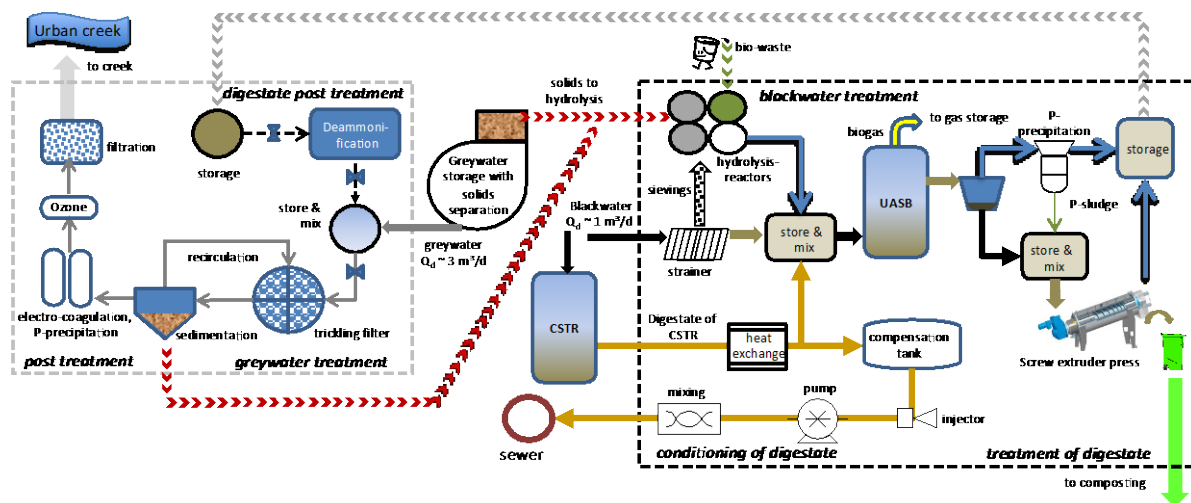 Urban creek
to creek
digestate post treatment
filtration
storage
Deammoni-
fication
Ozone
store &
mix
recirculation
electro-coagulation,
P-precipitation
sedimentation
trickling filter
post treatment
greywater treatment
greywater
Qd ~ 3 m³/d
Greywater
storage with
solids
separation
solids to
hydrolysis
bio-waste
blackwater treatment
hydrolysis-
reactors
sievings
Blackwater
Qd ~ 1 m³/d
strainer
store &
mix
biogas
to gas storage
UASB
P-
precipitation
storage
P-sludge
store &
mix
Screw extruder press
CSTR
Digestate of
CSTR
heat
exchange
compensation
tank
mixing
pump
injector
sewer
conditioning of digestate
treatment of digestate
to composting